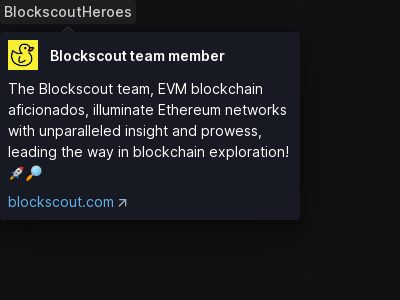 BlockscoutHeroes
Blockscout team member
The Blockscout team, EVM blockchain
aficionados, illuminate Ethereum networks
with unparalleled insight and prowess,
leading the way in blockchain exploration!
🚀🔎
blockscout.com ↗